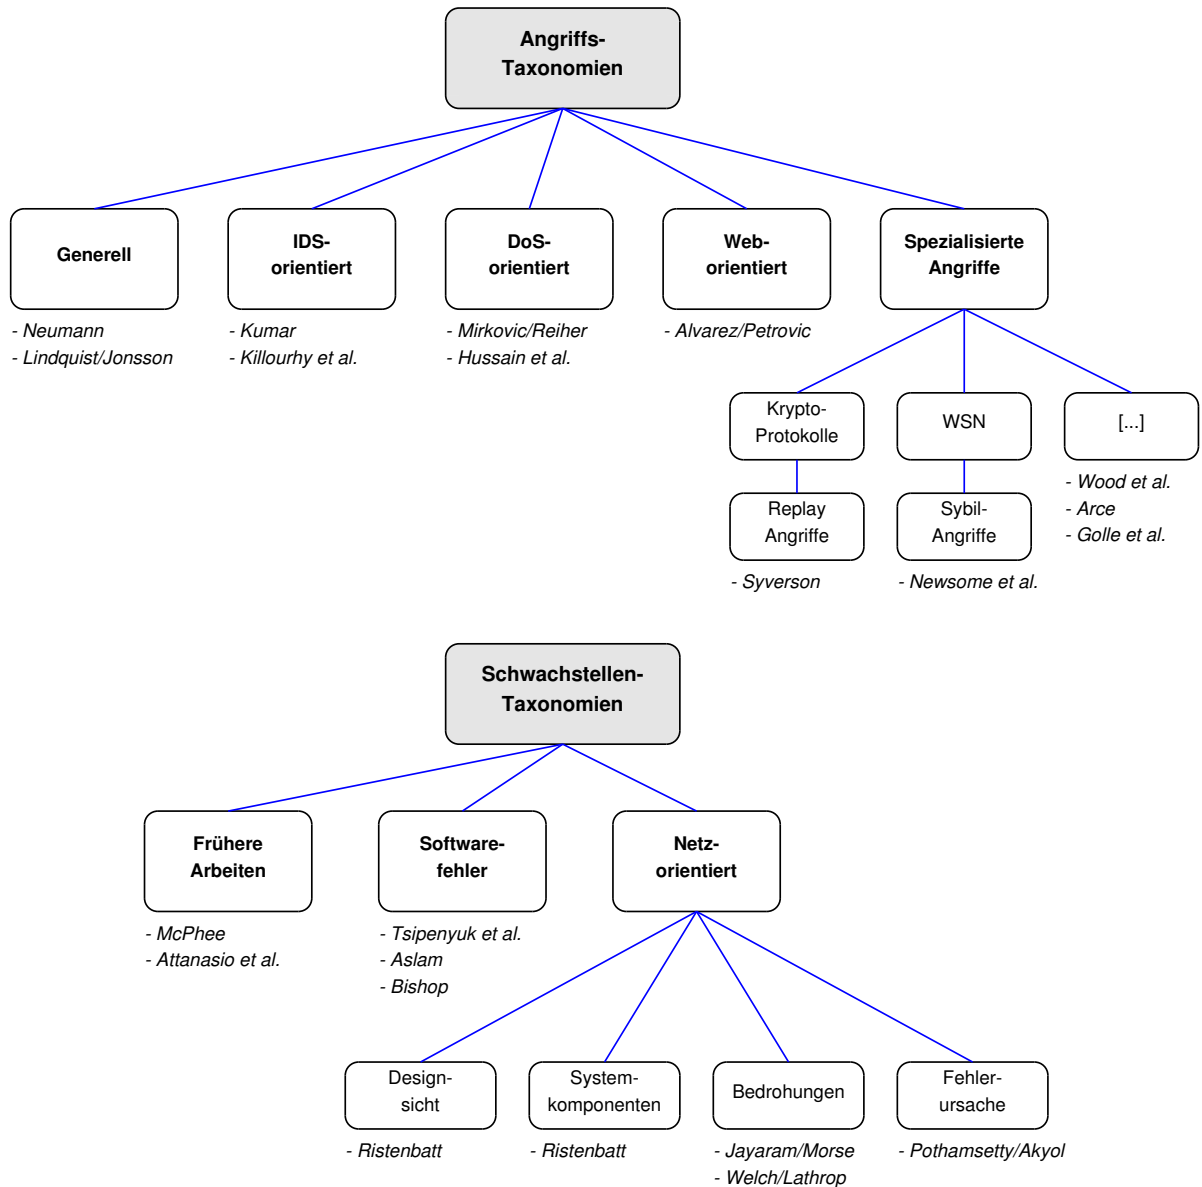 Angriffs-
Taxonomien
Generell
IDS-
orientiert
DoS-
orientiert
Web-
orientiert
Spezialisierte
Angriffe
- Neumann
- Lindquist/Jonsson
- Kumar
- Killourhy et al.
- Mirkovic/Reiher
- Hussain et al.
- Alvarez/Petrovic
Krypto-
Protokolle
WSN
[...]
Replay
Angriffe
Sybil-
Angriffe
- Wood et al.
- Arce
- Golle et al.
- Syverson
- Newsome et al.
Schwachstellen-
Taxonomien
Frühere
Arbeiten
Software-
fehler
Netz-
orientiert
- McPhee
- Attanasio et al.
- Tsipenyuk et al.
- Aslam
- Bishop
Design-
sicht
System-
komponenten
Bedrohungen
Fehler-
ursache
- Ristenbatt
- Ristenbatt
- Jayaram/Morse
- Welch/Lathrop
- Pothamsetty/Akyol